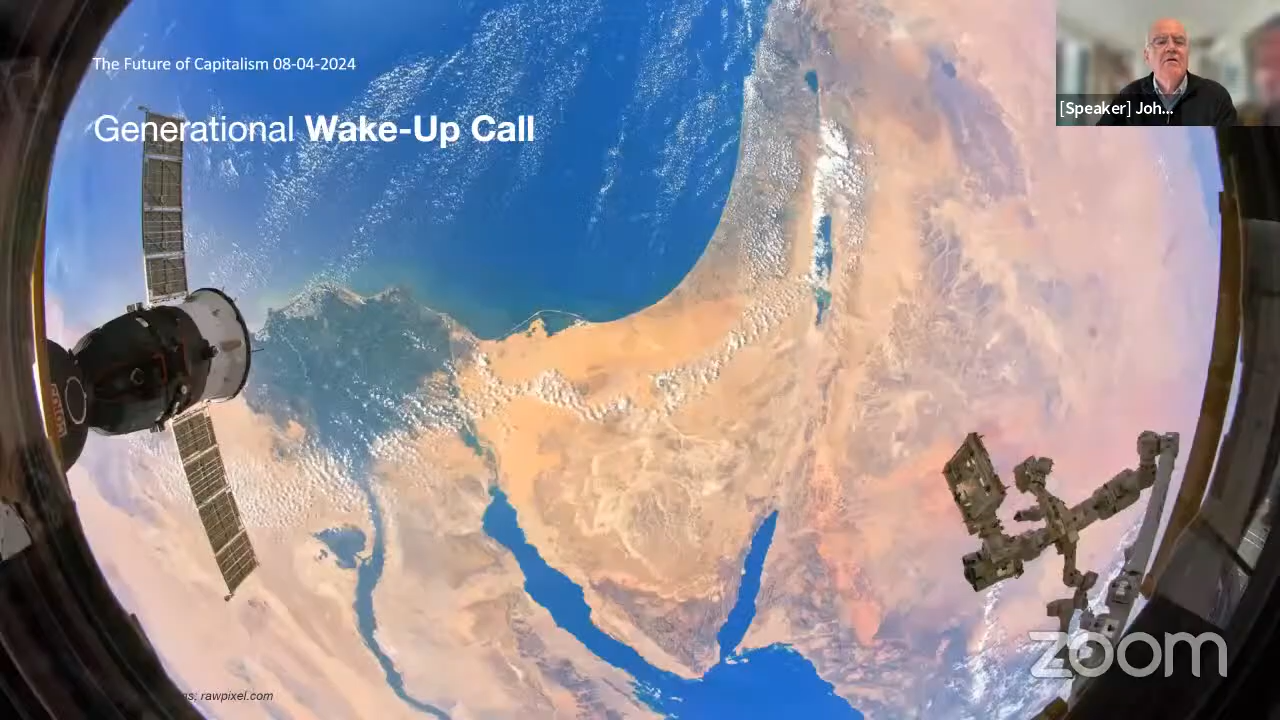 The Future of Capitalism 08-04-2024
[Speaker] Joh...
Generational Wake-Up Call
zoom
rawpixel.com